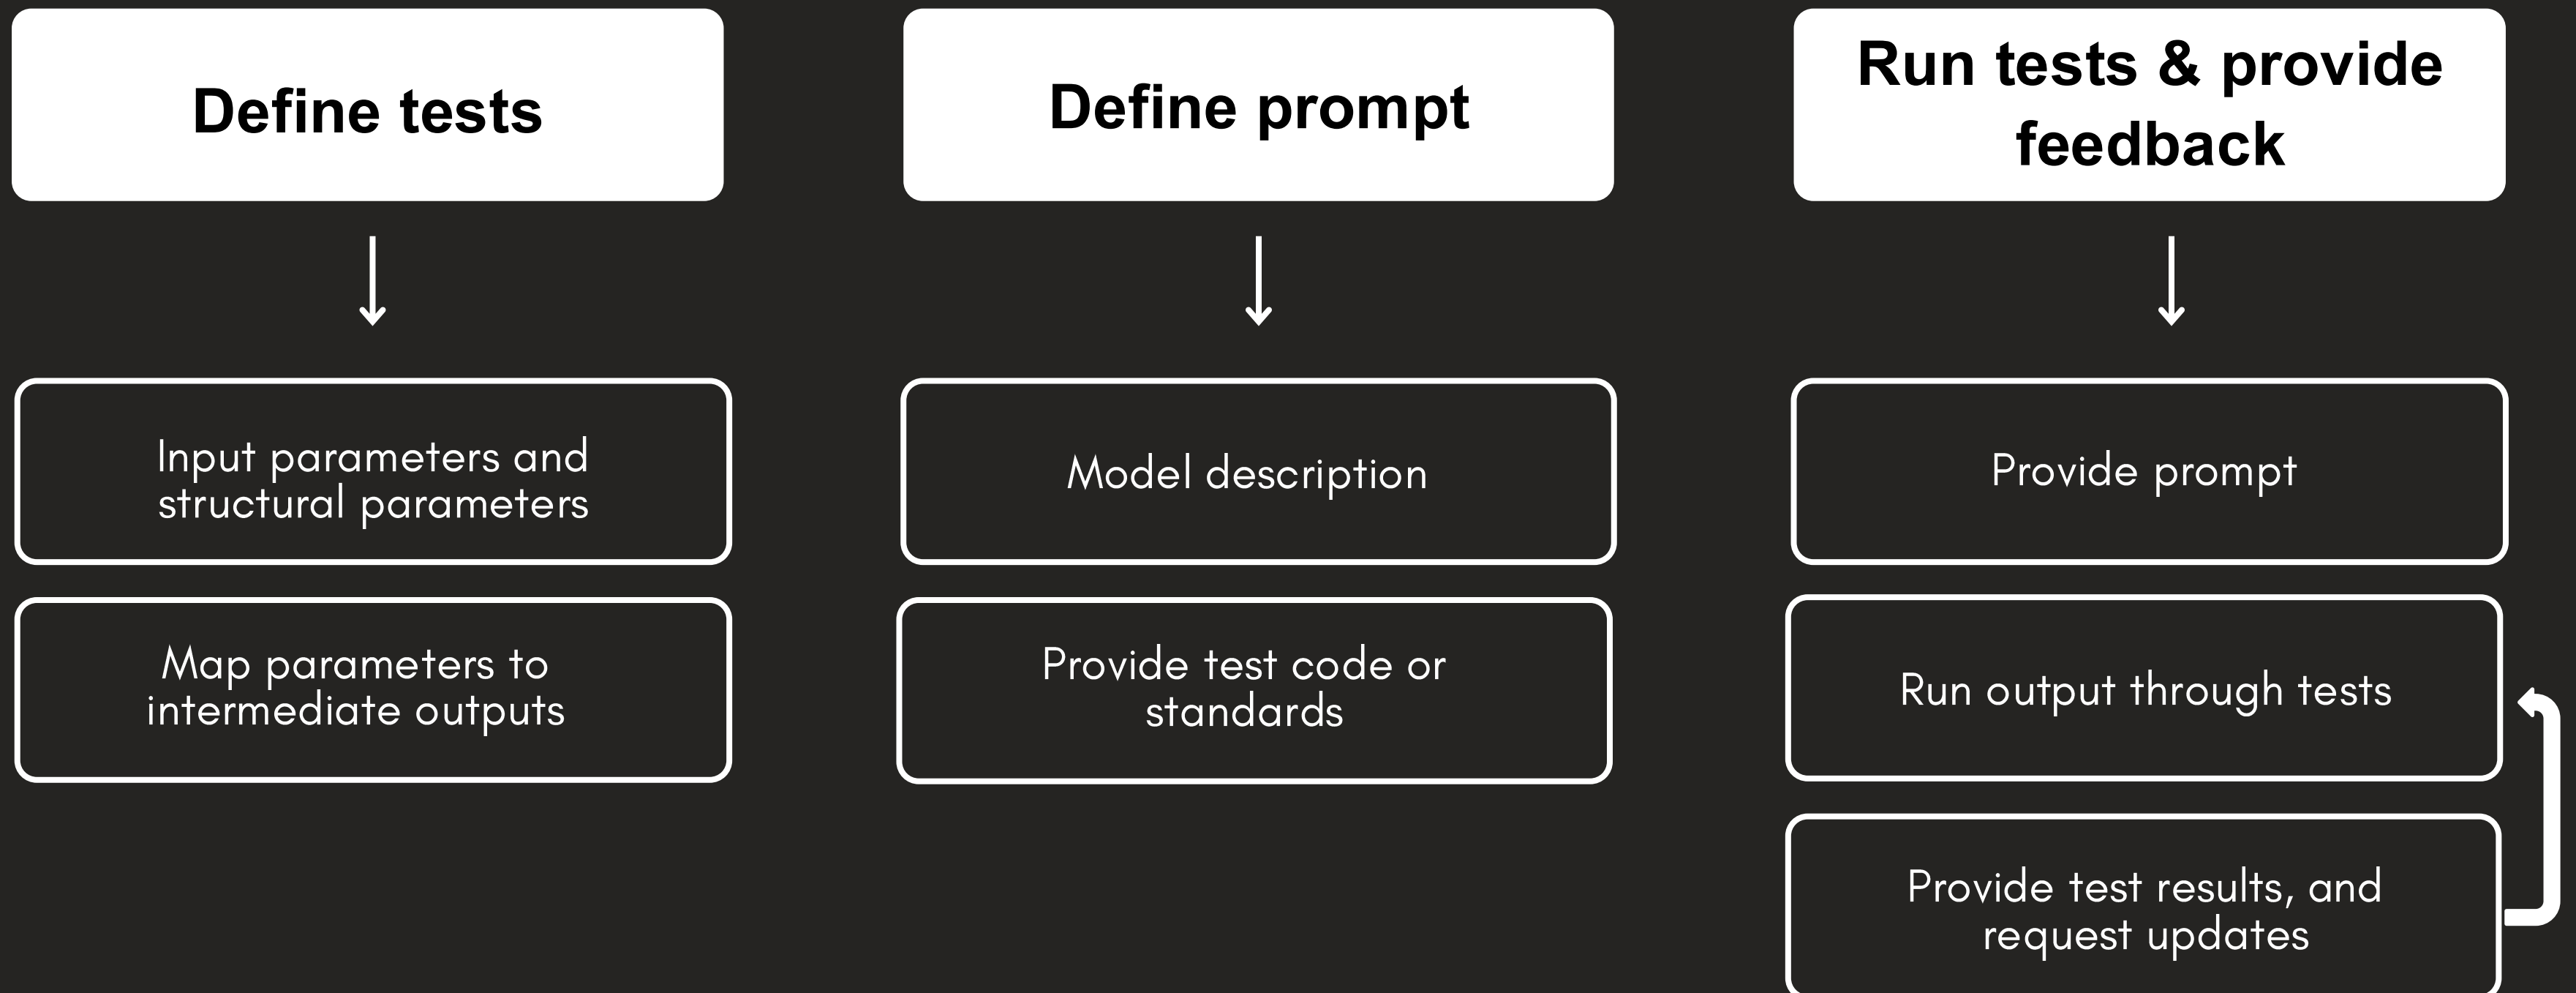 Define tests
Input parameters and
structural parameters
Map parameters to
intermediate outputs
Define prompt
Model description
Provide test code or
standards
Run tests & provide
feedback
Provide prompt
Run output through tests
Provide test results, and
request updates